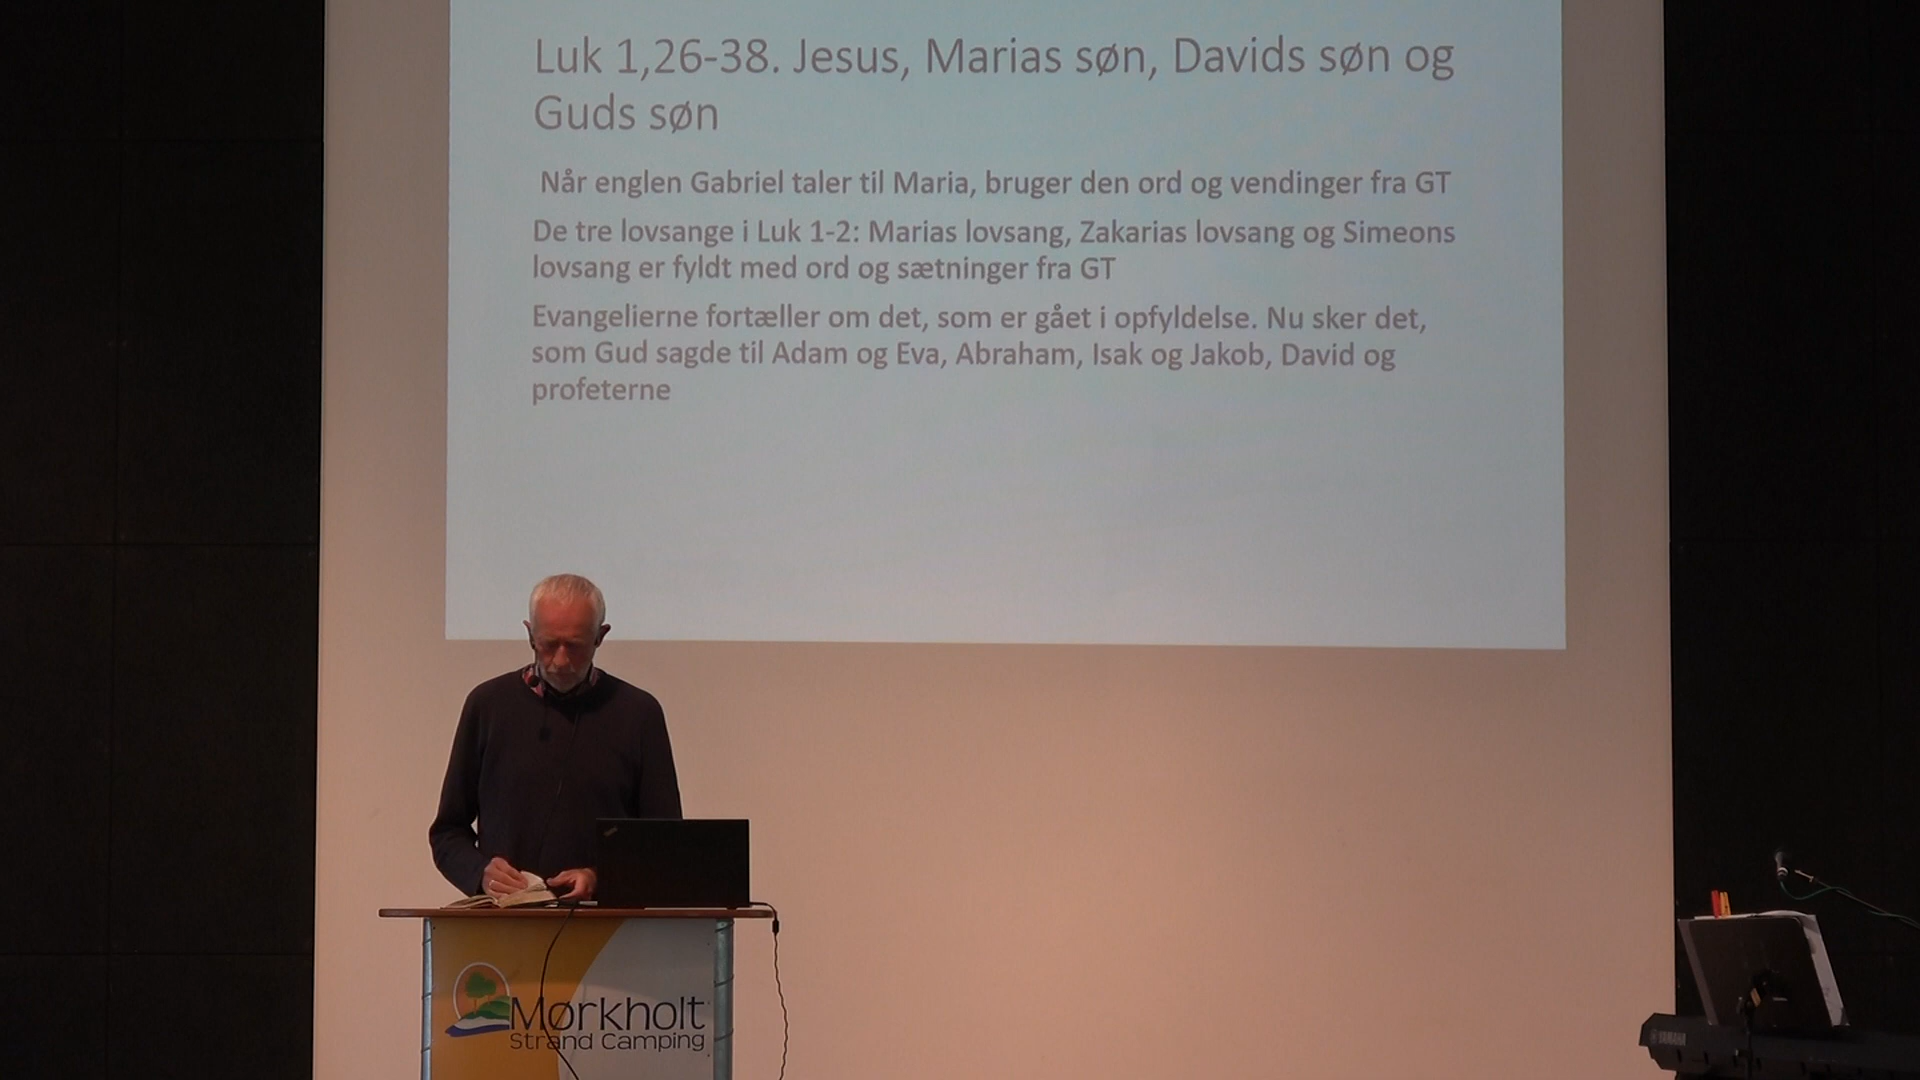 Luk 1,26-38. Jesus, Marias søn, Davids søn og
Guds søn
Når englen Gabriel taler til Maria, bruger den ord og vendinger fra GT
De tre lovsange i Luk 1-2: Marias lovsang, Zakarias lovsang og Simeons
lovsang er fyldt med ord og sætninger fra GT
Evangelierne fortæller om det, som er gået i opfyldelse. Nu sker det,
som Gud sagde til Adam og Eva, Abraham, Isak og Jakob, David og
profeterne
Mørkholt
Strand Camping
YAMAHA